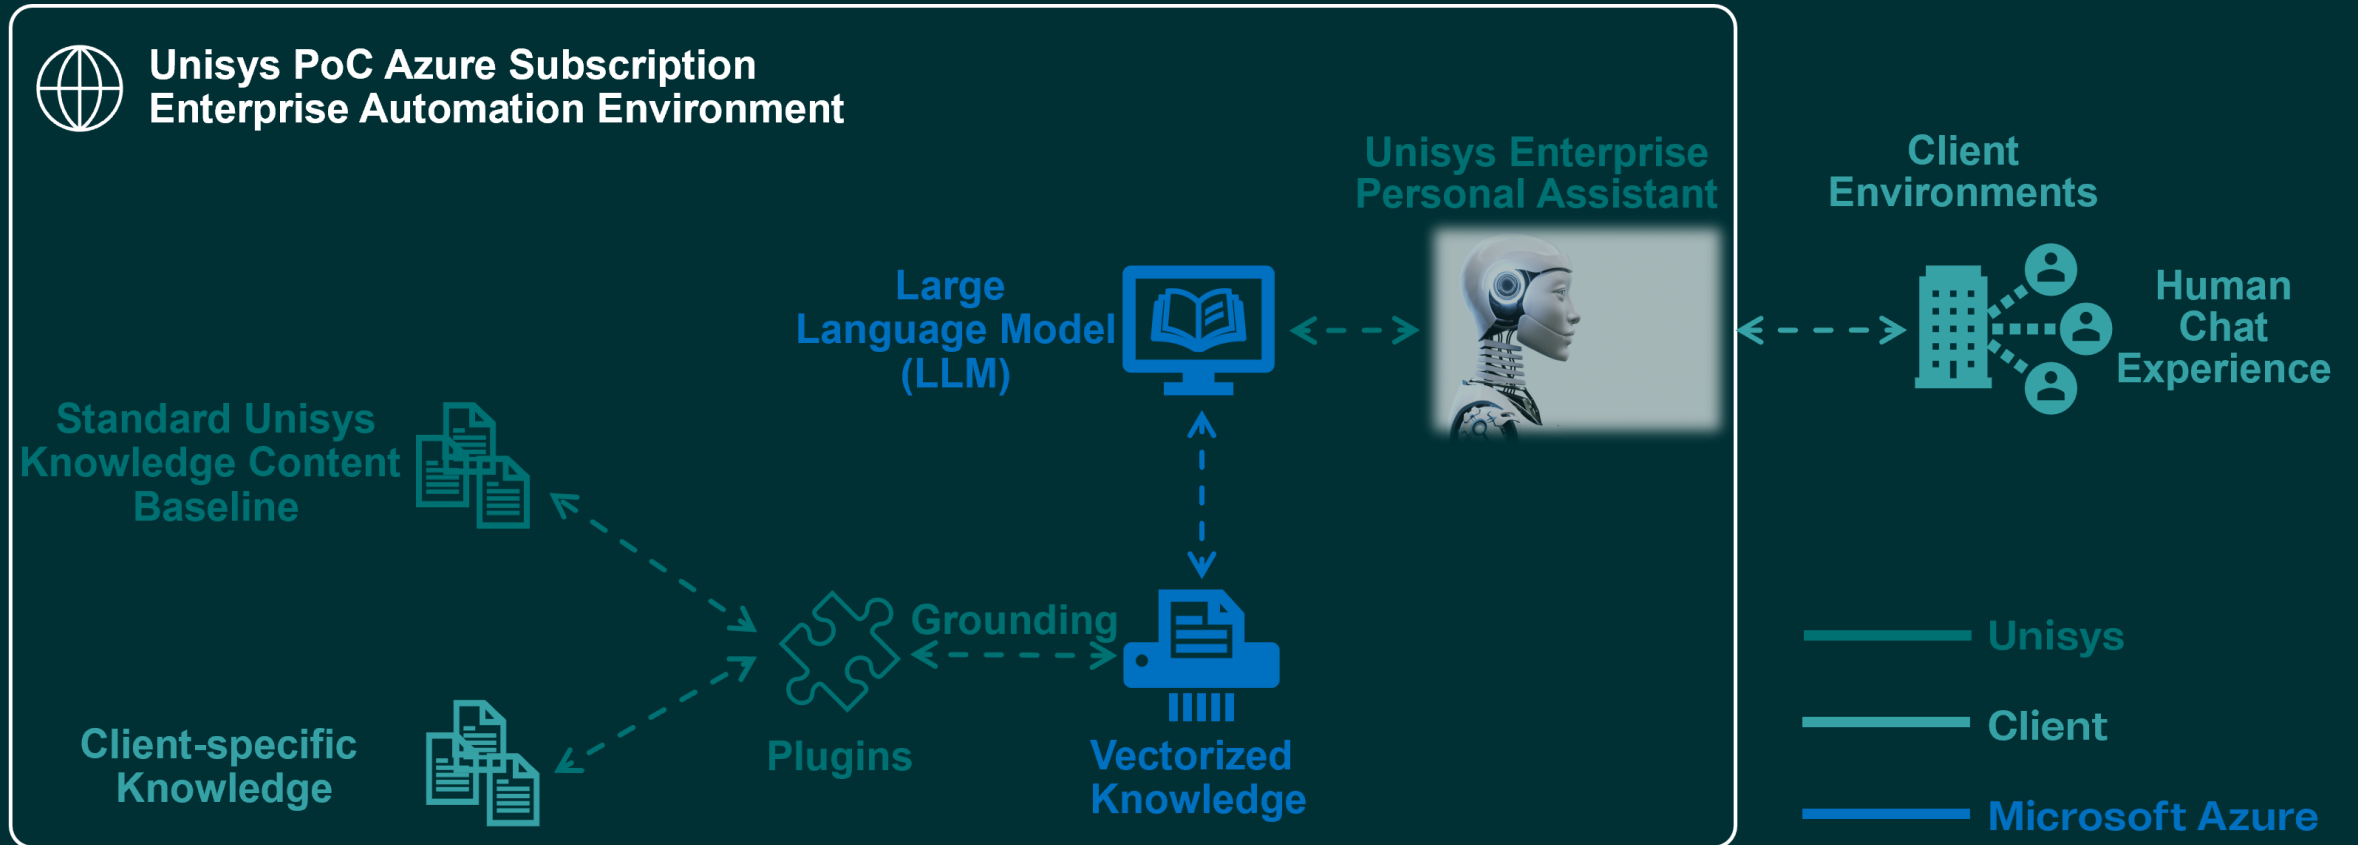 Unisys PoC Azure Subscription
Enterprise Automation Environment
Unisys Enterprise
Personal Assistant
Client
Environments
Large
Language Model
(LLM)
Human
Chat
Experience
Standard Unisys
Knowledge Content
Baseline
Grounding
Plugins
Client-specific
Knowledge
Vectorized
Knowledge
Unisys
Client
Microsoft Azure